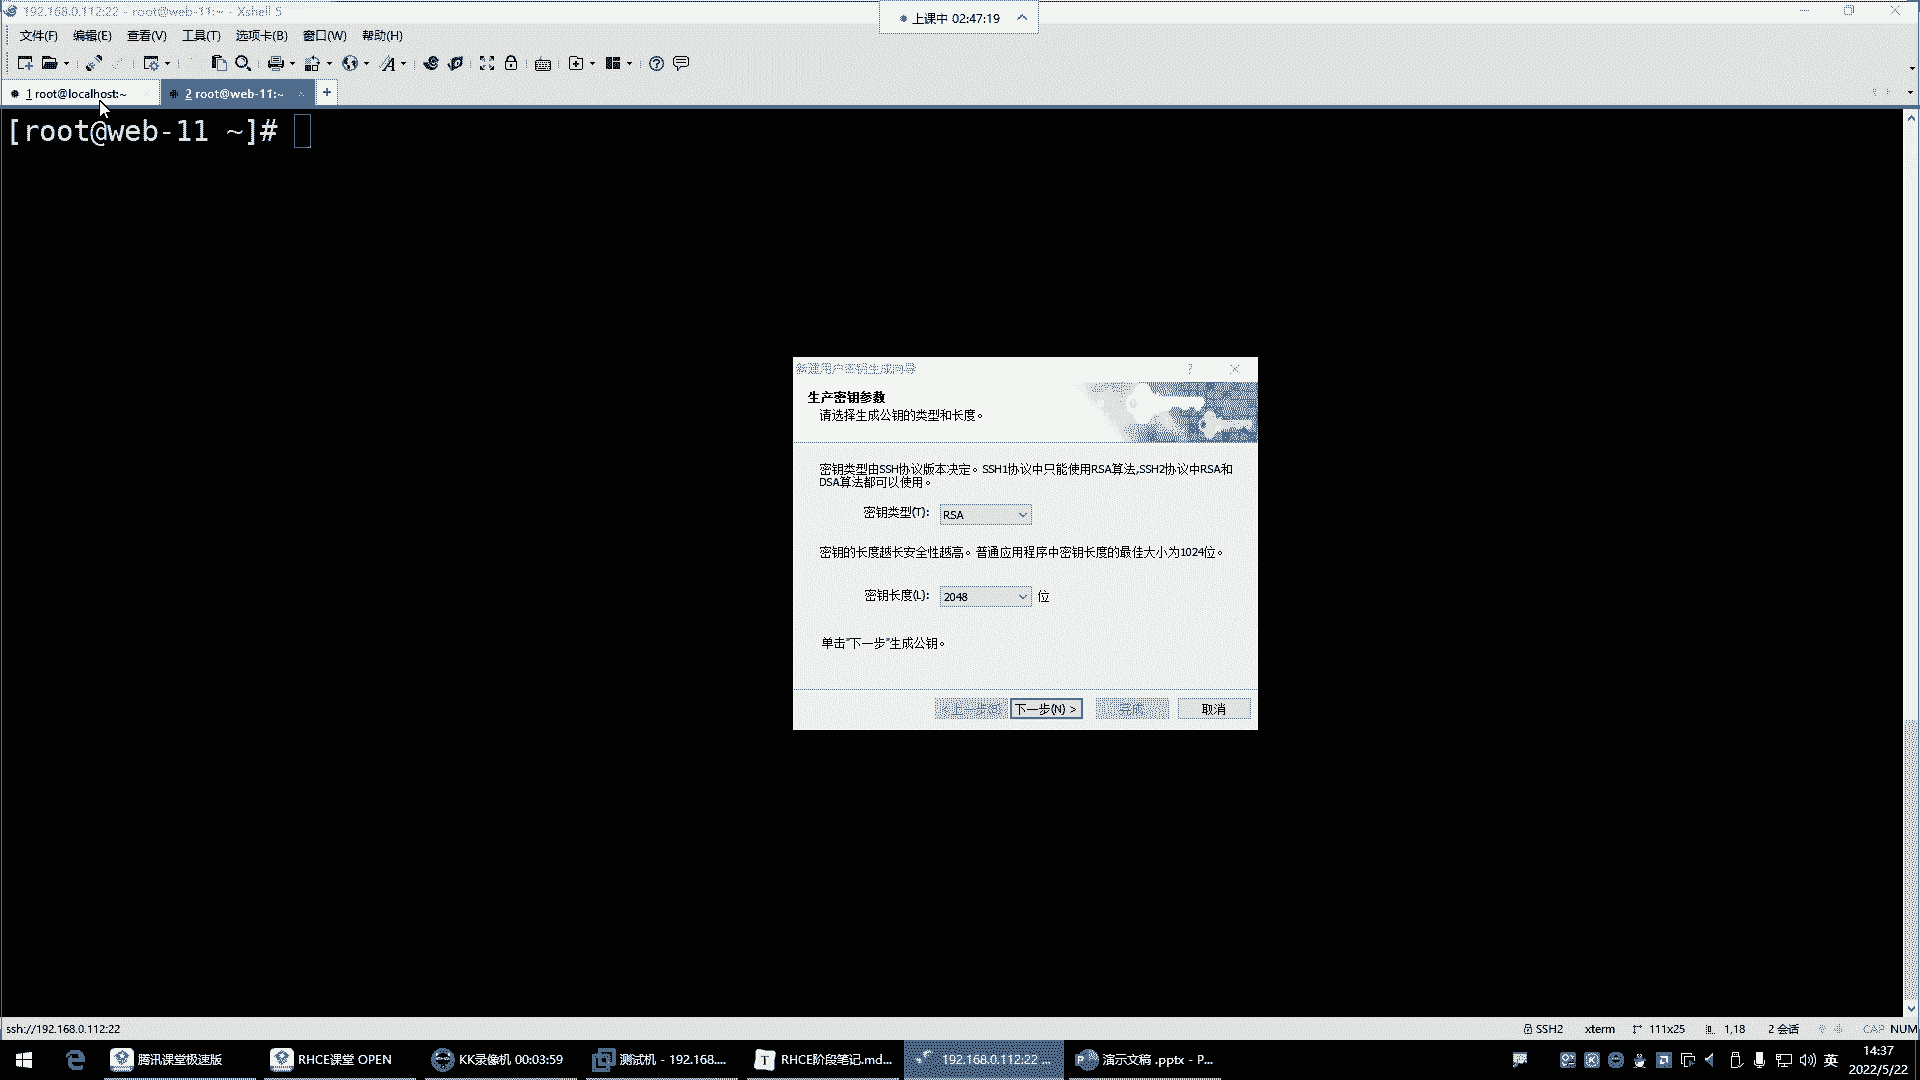 192.168.0.112:22 - root@web-11:~ - Xshell 5
上课中 02:47:19
文件(F) 编辑(E) 查看(V) 工具(T) 选项卡(B) 窗口(W) 帮助(H)
1 root@localhost:~
2 root@web-11:~
[root@web-11 ~]#
新建用户密钥生成向导
生产密钥参数
请选择生成公钥的类型和长度。
密钥类型由SSH协议版本决定。SSH1协议中只能使用RSA算法,SSH2协议中RSA和
DSA算法都可以使用。
密钥类型(T): RSA
密钥的长度越长安全性越高。普通应用程序中密钥长度的最佳大小为1024位。
密钥长度(L): 2048 位
单击"下一步"生成公钥。
<上一步(B) 下一步(N) > 完成 取消
ssh://192.168.0.112:22
SSH2 xterm 111x25 1,18 2 会话 CAP NUM
腾讯课堂极速版
RHCE课堂 OPEN
KK录像机 00:03:59
测试机 - 192.168....
RHCE阶段笔记.md...
192.168.0.112:22 ...
演示文稿 .pptx - P...
英
14:37
2022/5/22